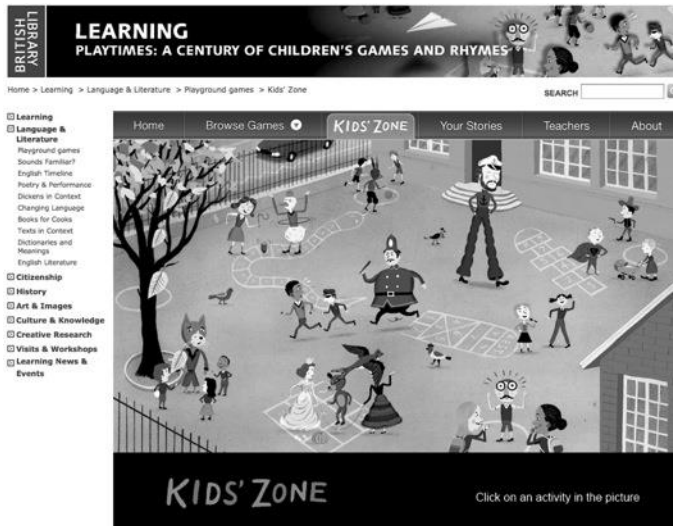 BRITISH
LIBRARY
LEARNING
PLAYTIMES: A CENTURY OF CHILDREN'S GAMES AND RHYMES
Home > Learning > Language & Literature > Playground games > Kids' Zone
SEARCH
Learning
Language &
Literature
Playground games
Sounds Familiar?
English Timeline
Poetry & Performance
Dickens in Context
Changing Language
Books for Cooks
Texts in Context
Dictionaries and
Meanings
English Literature
Citizenship
History
Art & Images
Culture & Knowledge
Creative Research
Visits & Workshops
Learning News &
Events
Home Browse Games KIDS' ZONE Your Stories Teachers About
KIDS' ZONE
Click on an activity in the picture